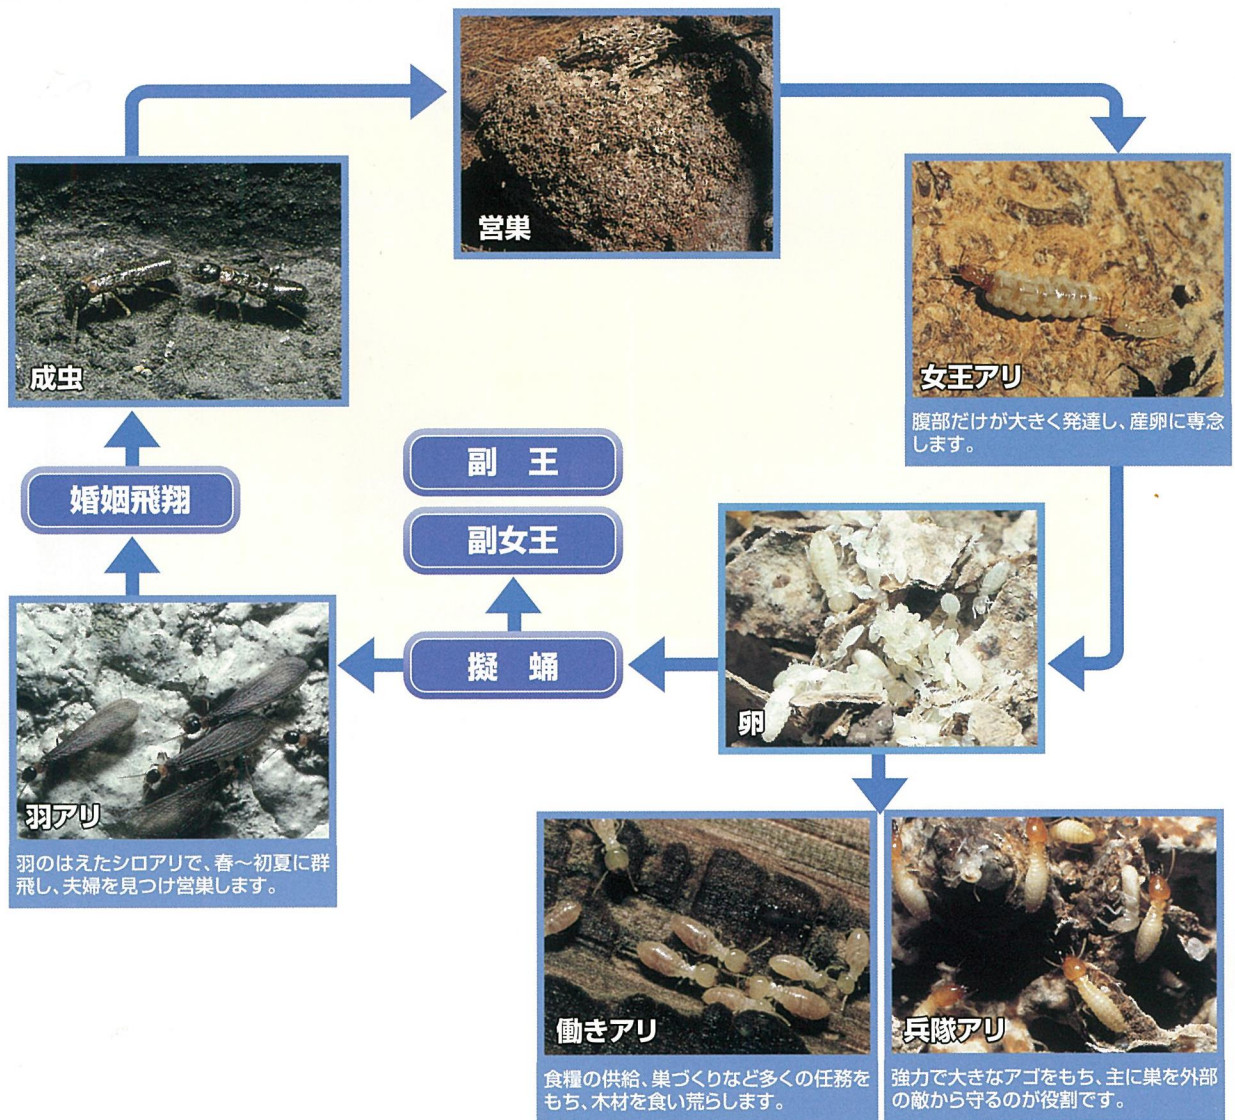 営巣
成虫
女王アリ
腹部だけが大きく発達し、産卵に専念
します。
副 王
婚姻飛翔
副女王
擬 蛹
卵
羽アリ
羽のはえたシロアリで、春〜初夏に群
飛し、夫婦を見つけ営巣します。
働きアリ
食糧の供給、巣づくりなど多くの任務を
もち、木材を食い荒らします。
兵隊アリ
強力で大きなアゴをもち、主に巣を外部
の敵から守るのが役割です。